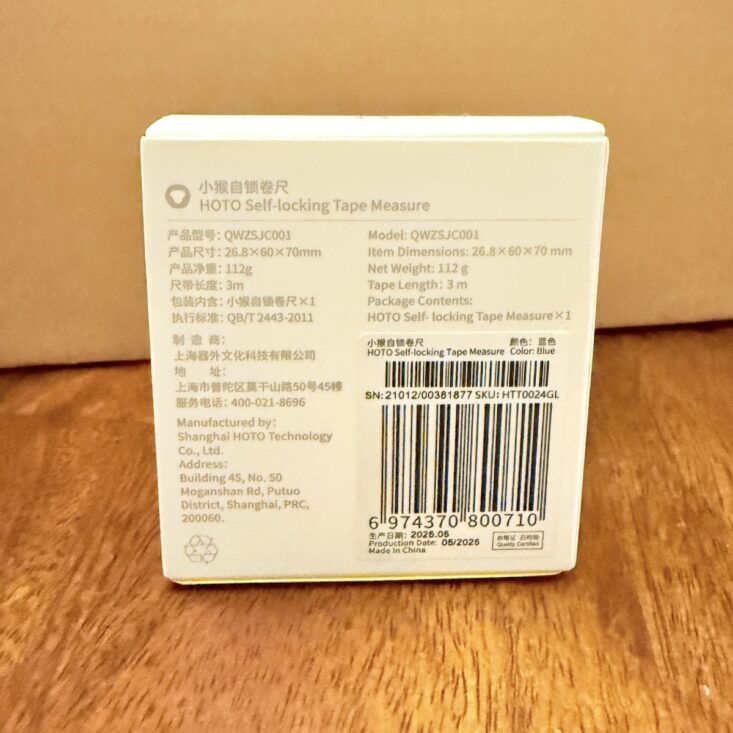 小猴自锁卷尺
HOTO Self-locking Tape Measure
产品型号: QWZSJC001
产品尺寸: 26.8×60×70mm
产品净重: 112g
尺带长度: 3m
包装内含: 小猴自锁卷尺×1
执行标准: QB/T 2443-2011
制 造 商:
上海器外文化科技有限公司
地 址:
上海市普陀区莫干山路50号45幢
服务电话: 400-021-8696
Manufactured by:
Shanghai HOTO Technology
Co., Ltd.
Address:
Building 45, No. 50
Moganshan Rd, Putuo
District, Shanghai, PRC,
200060.
Model: QWZSJC001
Item Dimensions: 26.8×60×70 mm
Net Weight: 112 g
Tape Length: 3 m
Package Contents:
HOTO Self- locking Tape Measure×1
小猴自锁卷尺 颜色: 蓝色
HOTO Self-locking Tape Measure Color: Blue
SN: 21012/00381877 SKU: HTT0024GL
6 974370 800710
生产日期: 2025.05
Production Date: 05/2025
Made in China
合格证 已检验
Quality Certified